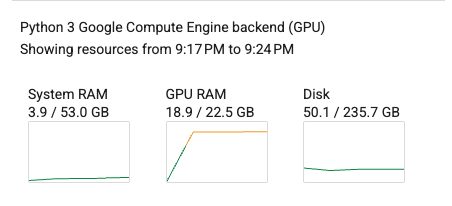 Python 3 Google Compute Engine backend (GPU)
Showing resources from 9:17 PM to 9:24 PM
System RAM GPU RAM Disk
3.9 / 53.0 GB 18.9 / 22.5 GB 50.1 / 235.7 GB